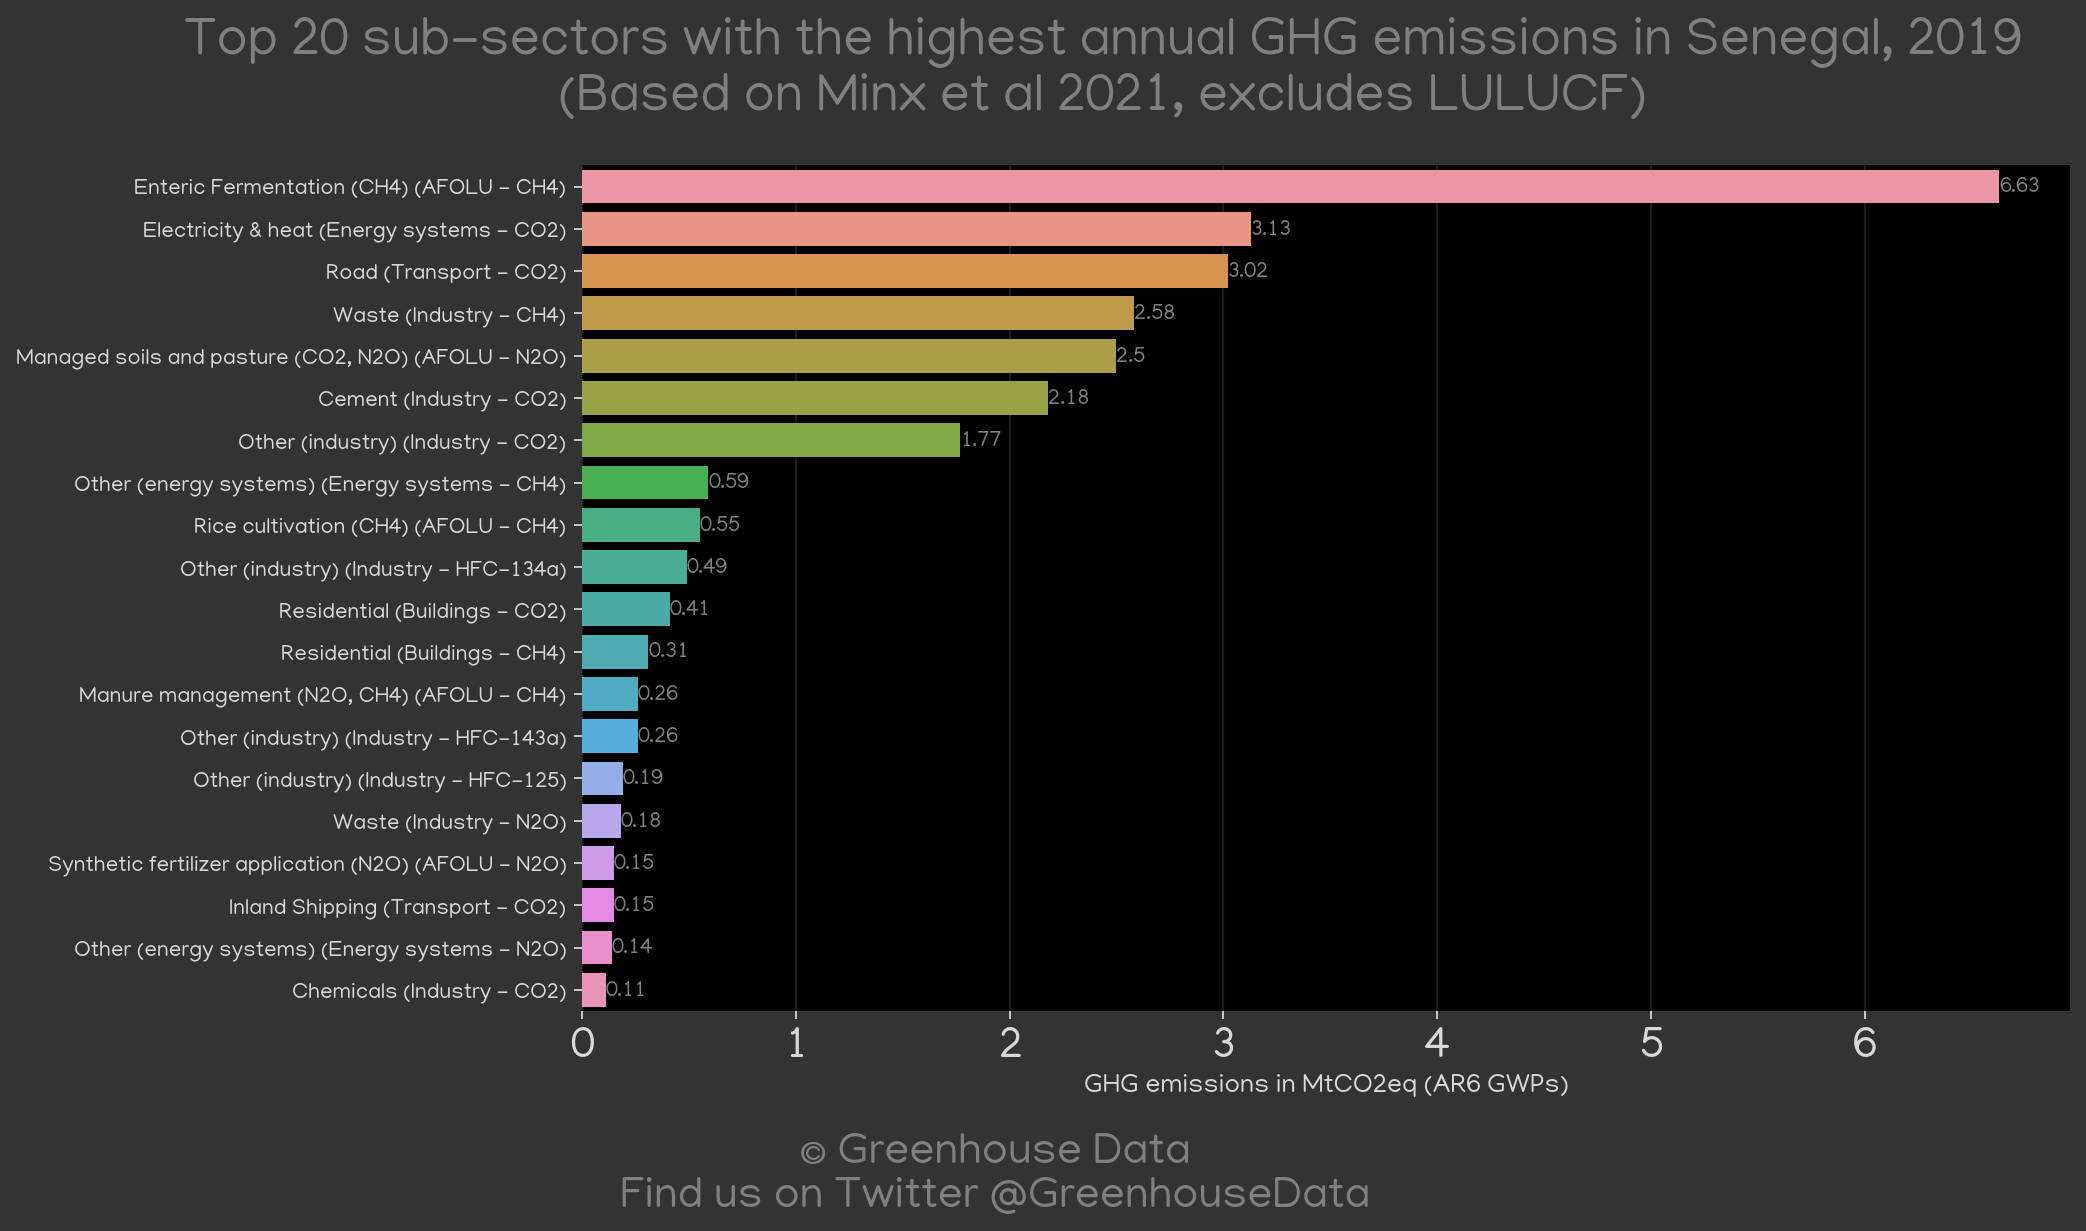 Top 20 sub-sectors with the highest annual GHG emissions in Senegal, 2019
(Based on Minx et al 2021, excludes LULUCF)
Enteric Fermentation (CH4) (AFOLU - CH4) 6.63
Electricity & heat (Energy systems - CO2) 3.13
Road (Transport - CO2) 3.02
Waste (Industry - CH4) 2.58
Managed soils and pasture (CO2, N2O) (AFOLU - N2O) 2.5
Cement (Industry - CO2) 2.18
Other (industry) (Industry - CO2) 1.77
Other (energy systems) (Energy systems - CH4) 0.59
Rice cultivation (CH4) (AFOLU - CH4) 0.55
Other (industry) (Industry - HFC-134a) 0.49
Residential (Buildings - CO2) 0.41
Residential (Buildings - CH4) 0.31
Manure management (N2O, CH4) (AFOLU - CH4) 0.26
Other (industry) (Industry - HFC-143a) 0.26
Other (industry) (Industry - HFC-125) 0.19
Waste (Industry - N2O) 0.18
Synthetic fertilizer application (N2O) (AFOLU - N2O) 0.15
Inland Shipping (Transport - CO2) 0.15
Other (energy systems) (Energy systems - N2O) 0.14
Chemicals (Industry - CO2) 0.11
0 1 2 3 4 5 6
GHG emissions in MtCO2eq (AR6 GWPs)
© Greenhouse Data
Find us on Twitter @GreenhouseData